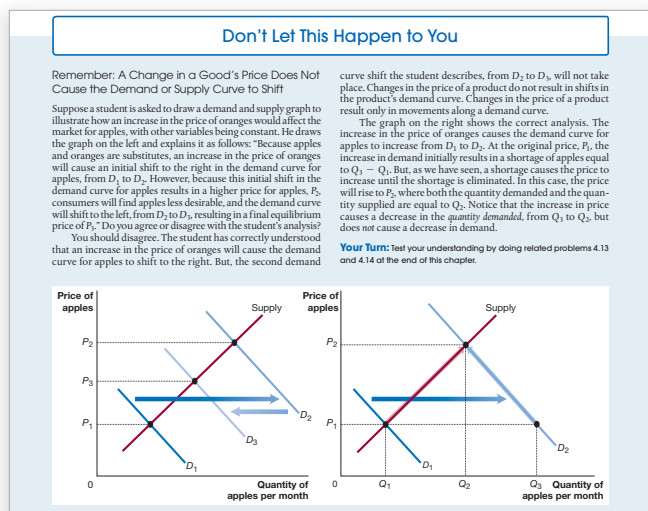 Don't Let This Happen to You
Remember: A Change in a Good's Price Does Not
Cause the Demand or Supply Curve to Shift
Suppose a student is asked to draw a demand and supply graph to
illustrate how an increase in the price of oranges would affect the
market for apples, with other variables being constant. He draws
the graph on the left and explains it as follows: "Because apples
and oranges are substitutes, an increase in the price of oranges
will cause an initial shift to the right in the demand curve for
apples, from D₁ to D₂. However, because this initial shift in the
demand curve for apples results in a higher price for apples, P₂,
consumers will find apples less desirable, and the demand curve
will shift to the left, from D₂ to D₃, resulting in a final equilibrium
price of P₃." Do you agree or disagree with the student's analysis?
You should disagree. The student has correctly understood
that an increase in the price of oranges will cause the demand
curve for apples to shift to the right. But, the second demand
curve shift the student describes, from D₂ to D₃, will not take
place. Changes in the price of a product do not result in shifts in
the product's demand curve. Changes in the price of a product
result only in movements along a demand curve.
The graph on the right shows the correct analysis. The
increase in the price of oranges causes the demand curve for
apples to increase from D₁ to D₂. At the original price, P₁, the
increase in demand initially results in a shortage of apples equal
to Q₃ − Q₁. But, as we have seen, a shortage causes the price to
increase until the shortage is eliminated. In this case, the price
will rise to P₂, where both the quantity demanded and the quan-
tity supplied are equal to Q₂. Notice that the increase in price
causes a decrease in the quantity demanded, from Q₃ to Q₂, but
does not cause a decrease in demand.
Your Turn: Test your understanding by doing related problems 4.13
and 4.14 at the end of this chapter.
Price of
apples
Supply
P₂
P₃
P₁
D₂
D₃
D₁
0
Quantity of
apples per month
Price of
apples
Supply
P₂
P₁
D₂
D₁
0
Q₁
Q₂
Q₃
Quantity of
apples per month